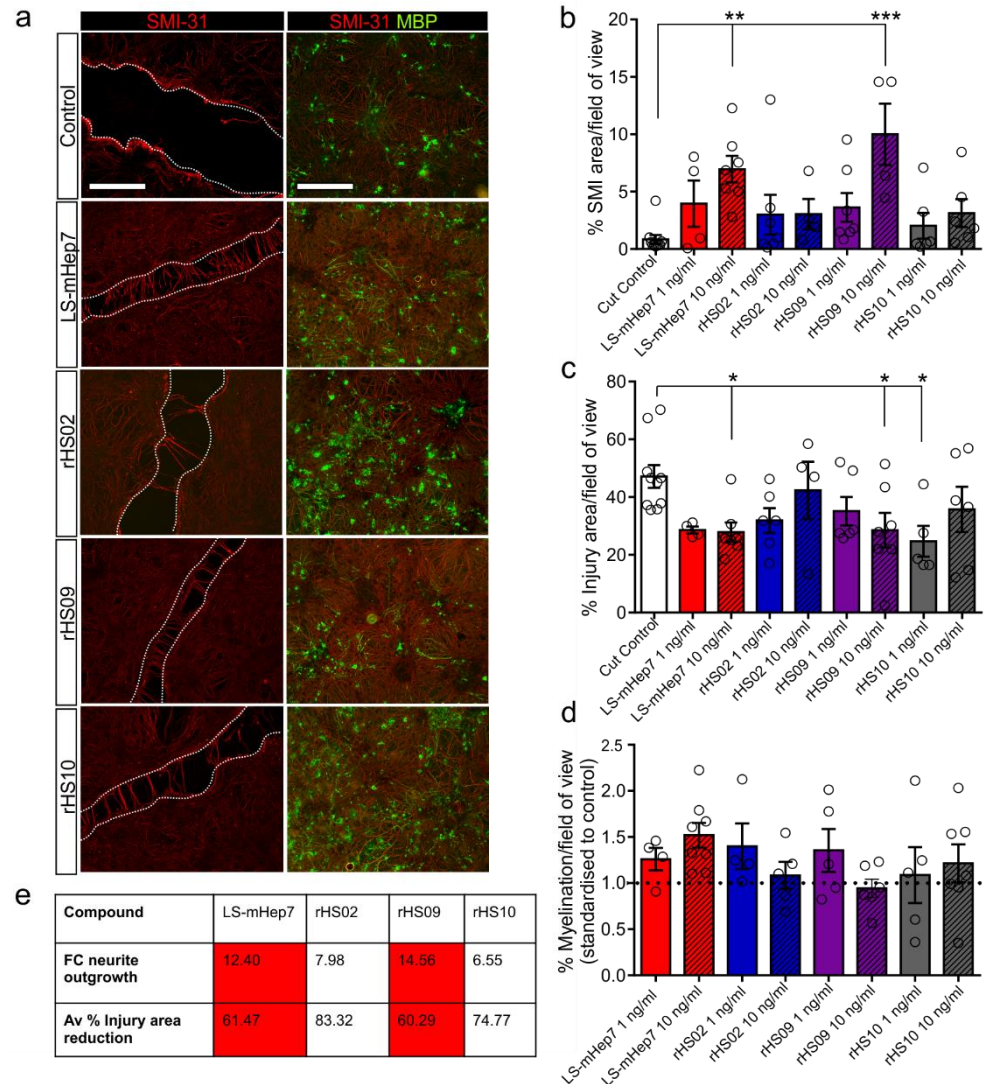 a
SMI-31
SMI-31 MBP
Control
LS-mHep7
rHS02
rHS09
rHS10
b
% SMI area/field of view
20
15
10
5
0
**
***
Cut Control
LS-mHep7 1 ng/ml
LS-mHep7 10 ng/ml
rHS02 1 ng/ml
rHS02 10 ng/ml
rHS09 1 ng/ml
rHS09 10 ng/ml
rHS10 1 ng/ml
rHS10 10 ng/ml
c
% Injury area/field of view
80
60
40
20
0
*
*
*
Cut Control
LS-mHep7 1 ng/ml
LS-mHep7 10 ng/ml
rHS02 1 ng/ml
rHS02 10 ng/ml
rHS09 1 ng/ml
rHS09 10 ng/ml
rHS10 1 ng/ml
rHS10 10 ng/ml
d
% Myelination/field of view
(standardised to control)
2.5
2.0
1.5
1.0
0.5
0.0
LS-mHep7 1 ng/ml
LS-mHep7 10 ng/ml
rHS02 1 ng/ml
rHS02 10 ng/ml
rHS09 1 ng/ml
rHS09 10 ng/ml
rHS10 1 ng/ml
rHS10 10 ng/ml
e
Compound LS-mHep7 rHS02 rHS09 rHS10
FC neurite
outgrowth
12.40 7.98 14.56 6.55
Av % Injury area
reduction
61.47 83.32 60.29 74.77